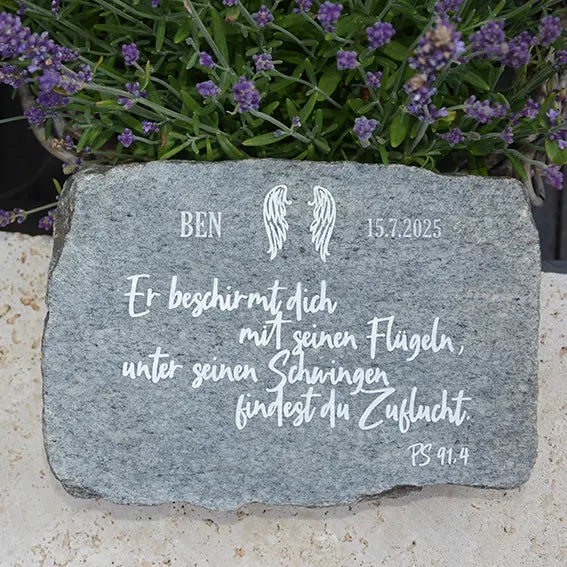 BEN 15.7.2025
Er beschirmt dich
mit seinen Flügeln,
unter seinen Schwingen
findest du Zuflucht.
PS 91,4